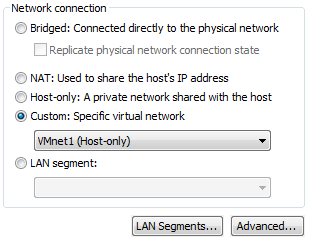 Network connection
Bridged: Connected directly to the physical network
Replicate physical network connection state
NAT: Used to share the host's IP address
Host-only: A private network shared with the host
Custom: Specific virtual network
VMnet1 (Host-only)
LAN segment:
LAN Segments... Advanced...